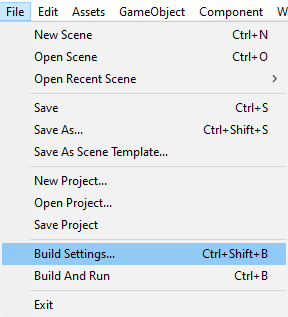 File Edit Assets GameObject Component W
New Scene Ctrl+N
Open Scene Ctrl+O
Open Recent Scene
Save Ctrl+S
Save As... Ctrl+Shift+S
Save As Scene Template...
New Project...
Open Project...
Save Project
Build Settings... Ctrl+Shift+B
Build And Run Ctrl+B
Exit